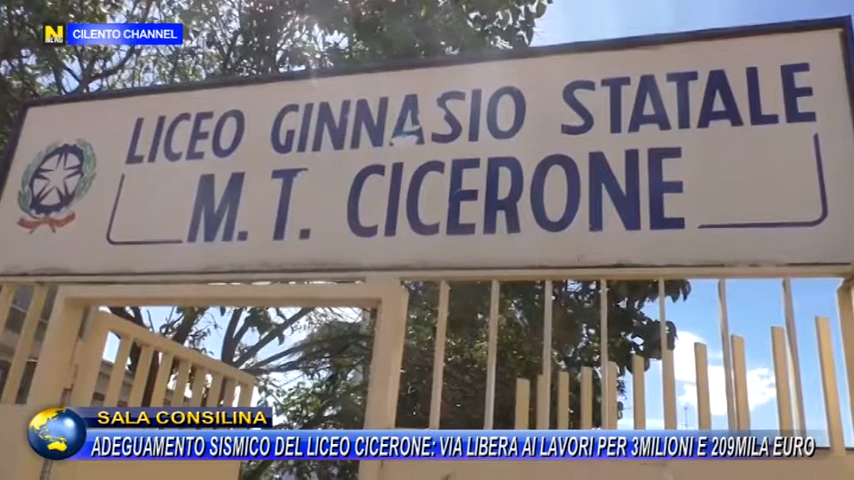 N
CILENTO CHANNEL
LICEO GINNASIO STATALE
M.T. CICERONE
SALA CONSILINA
ADEGUAMENTO SISMICO DEL LICEO CICERONE: VIA LIBERA AI LAVORI PER 3MILIONI E 209MILA EURO